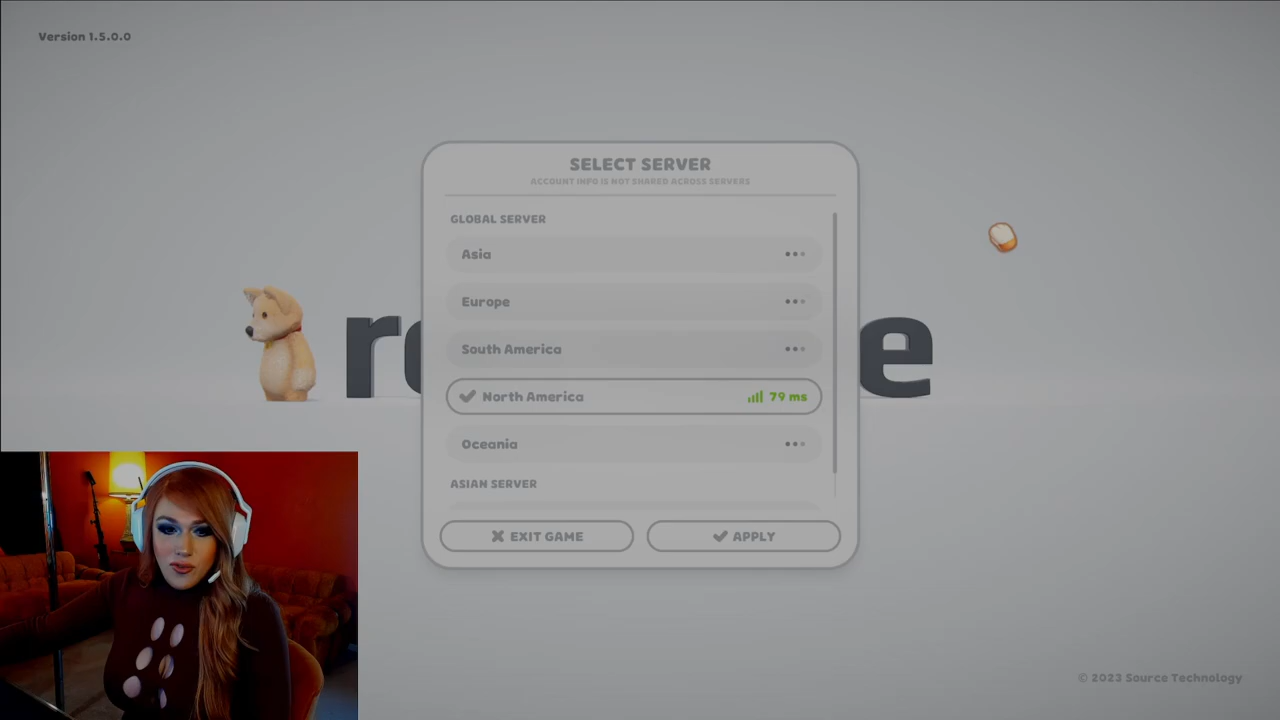 Version 1.5.0.0
SELECT SERVER
ACCOUNT INFO IS NOT SHARED ACROSS SERVERS
GLOBAL SERVER
Asia
Europe
South America
North America 79 ms
Oceania
ASIAN SERVER
EXIT GAME APPLY
© 2023 Source Technology